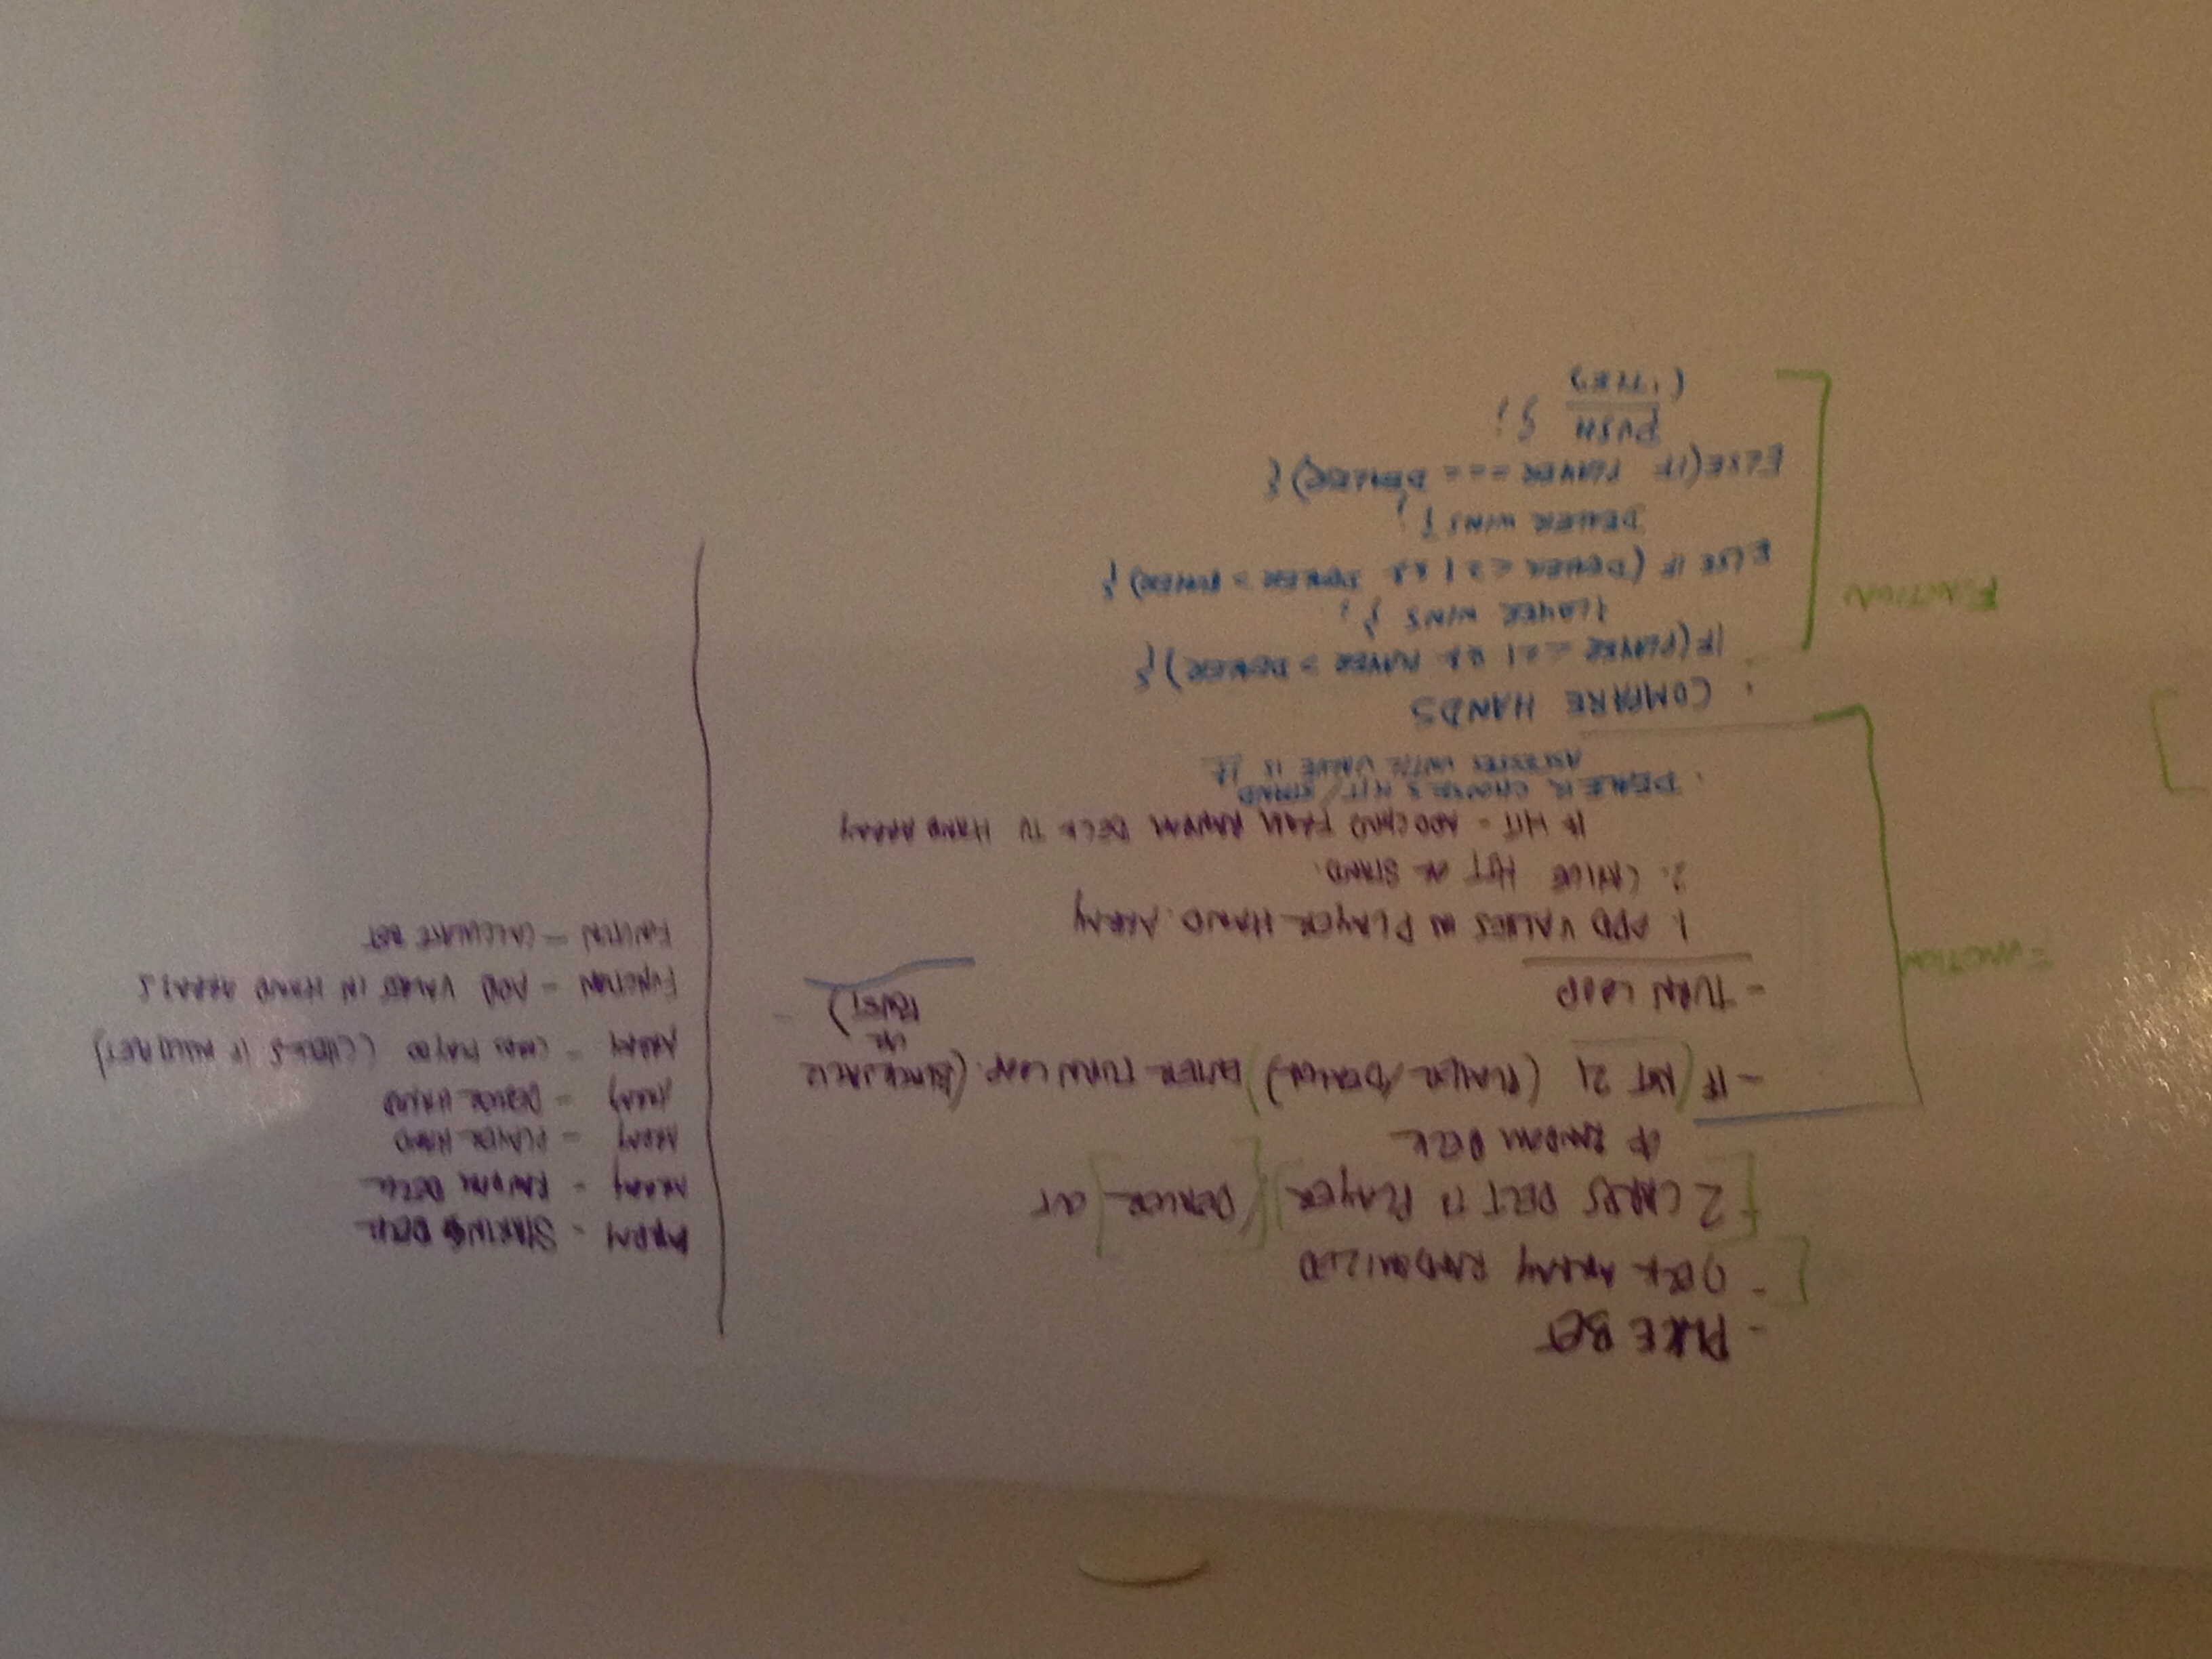 - PLACE BET
- DECK ARRAY RANDOMIZED
2 CARDS DELT TO PLAYER / DEALER OUT
OF RANDOM DECK
- IF (NOT 21 (PLAYER/DEALER)) ENTER TURN LOOP. (BLACKJACK
OR
BUST)
- TURN LOOP
1. ADD VALUES IN PLAYER HAND. ARRAY
2. CHOICE HIT OR STAND.
IF HIT - ADD CARD FROM RANDOM DECK TO HAND ARRAY
. DEALER CHOOSES HIT/STAND
UNTIL VALUE IS
FUNCTION
: COMPARE HANDS
IF (PLAYER <21 && PLAYER > DEALER) {
PLAYER WINS } ;
ELSE IF (DEALER <21 && DEALER > PLAYER) {
DEALER WINS } ;
ELSE (IF PLAYER === DEALER) {
PUSH } ;
(TIE)
FUNCTION
ARRAY - STARING DECK
ARRAY - RANDOM DECK
ARRAY - PLAYER HAND
ARRAY - DEALER HAND
ARRAY - CARDS PLAYED (CHECKS IF
FUNCTION - ADD VALUES IN HAND ARRAYS
FUNCTION - CALCULATE BET